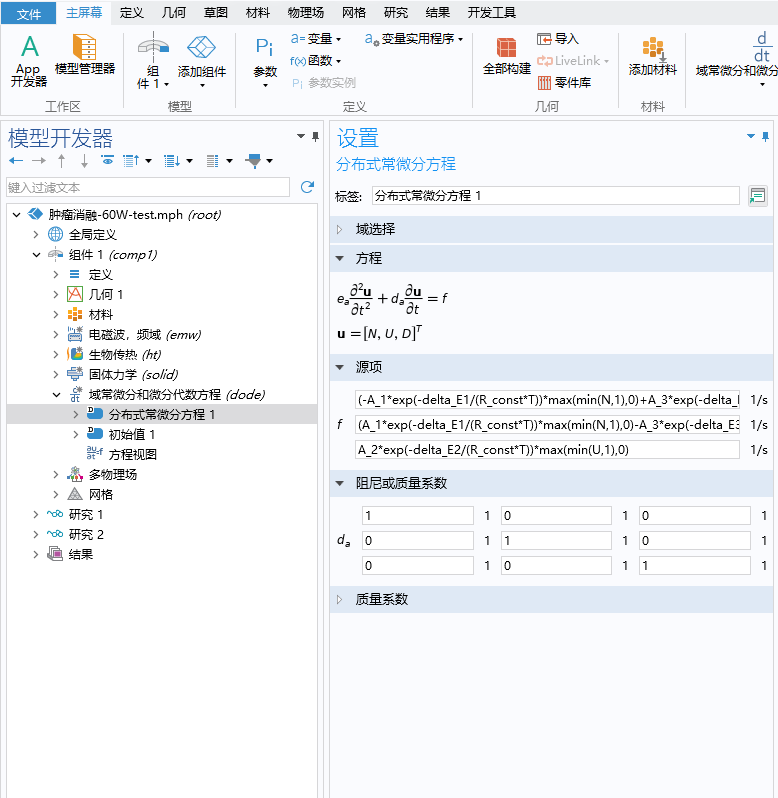 文件 主屏幕 定义 几何 草图 材料 物理场 网格 研究 结果 开发工具
App
开发器
模型管理器
工作区
组
件 1
添加组件
模型
Pi
参数
a= 变量
f(x) 函数
Pi 参数实例
a= 变量实用程序
定义
全部构建
导入
LiveLink
零件库
几何
添加材料
材料
d
dt
域常微分和微分
模型开发器
键入过滤文本
肿瘤消融-60W-test.mph (root)
全局定义
组件 1 (comp1)
定义
几何 1
材料
电磁波，频域 (emw)
生物传热 (ht)
固体力学 (solid)
域常微分和微分代数方程 (dode)
分布式常微分方程 1
初始值 1
方程视图
多物理场
网格
研究 1
研究 2
结果
设置
分布式常微分方程
标签: 分布式常微分方程 1
域选择
方程
e_a ∂²u/∂t² + d_a ∂u/∂t = f
u = [N, U, D]^T
源项
f
(-A_1*exp(-delta_E1/(R_const*T))*max(min(N,1),0)+A_3*exp(-delta_ 1/s
(A_1*exp(-delta_E1/(R_const*T))*max(min(N,1),0)-A_3*exp(-delta_E3 1/s
A_2*exp(-delta_E2/(R_const*T))*max(min(U,1),0) 1/s
阻尼或质量系数
d_a
1 1 0 1 0 1
0 1 1 1 0 1
0 1 0 1 1 1
质量系数